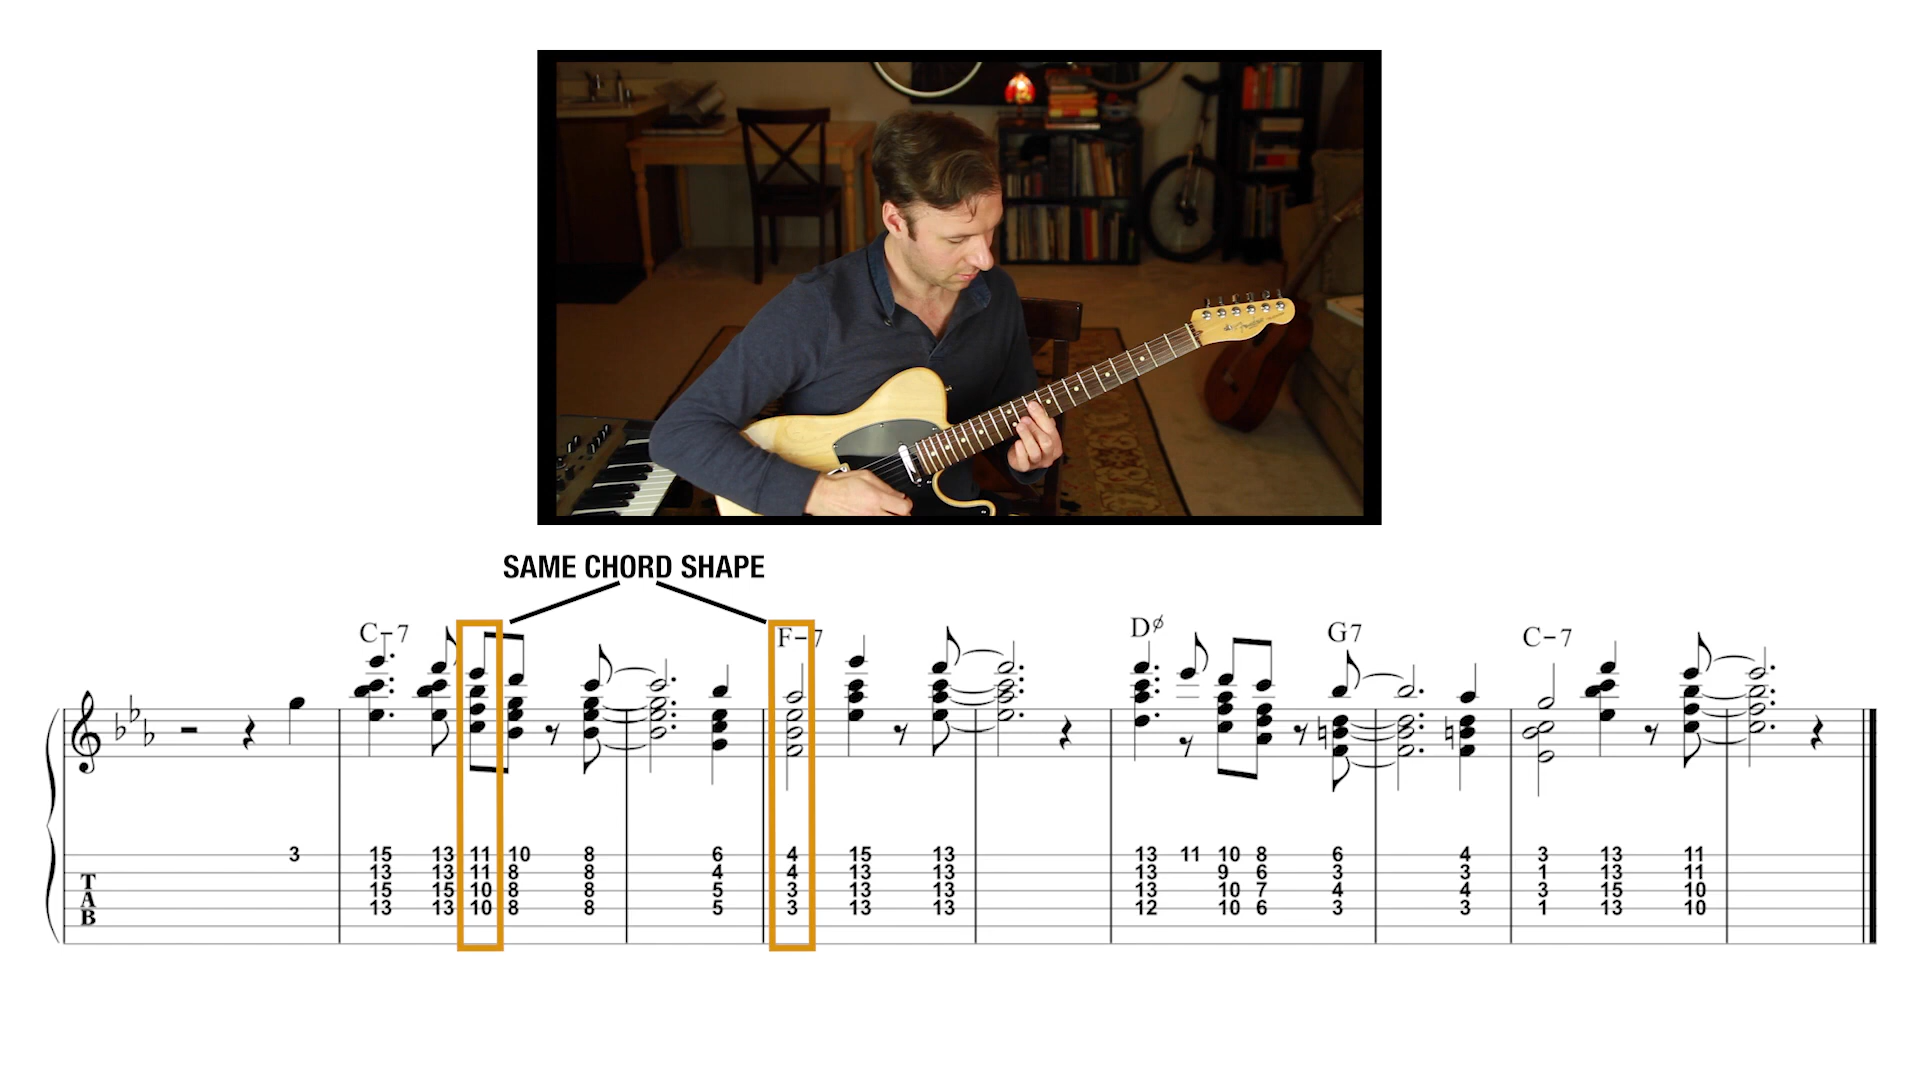 SAME CHORD SHAPE
C-7 F-7 Dø G7 C-7
3 15 13 11 10 8 6 4 15 13 13 11 10 8 6 4 3 13 11
T 13 13 11 8 8 4 4 13 13 13 9 6 3 3 1 13 11
A 15 15 10 8 8 5 3 13 13 13 10 7 4 4 3 15 10
B 13 13 10 8 8 5 3 13 13 12 10 6 3 3 1 13 10